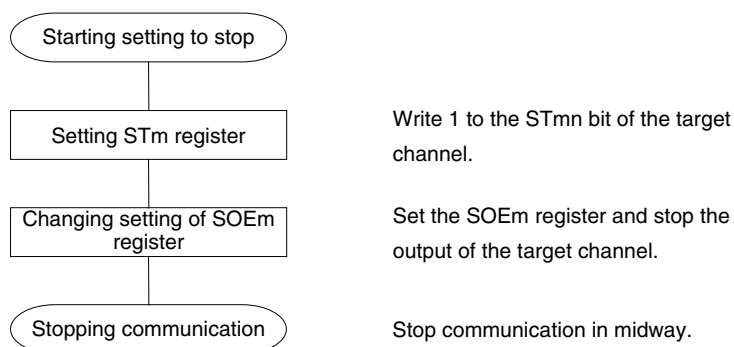 Starting setting to stop
Setting STm register
Write 1 to the STmn bit of the target
channel.
Changing setting of SOEm
register
Set the SOEm register and stop the
output of the target channel.
Stopping communication
Stop communication in midway.